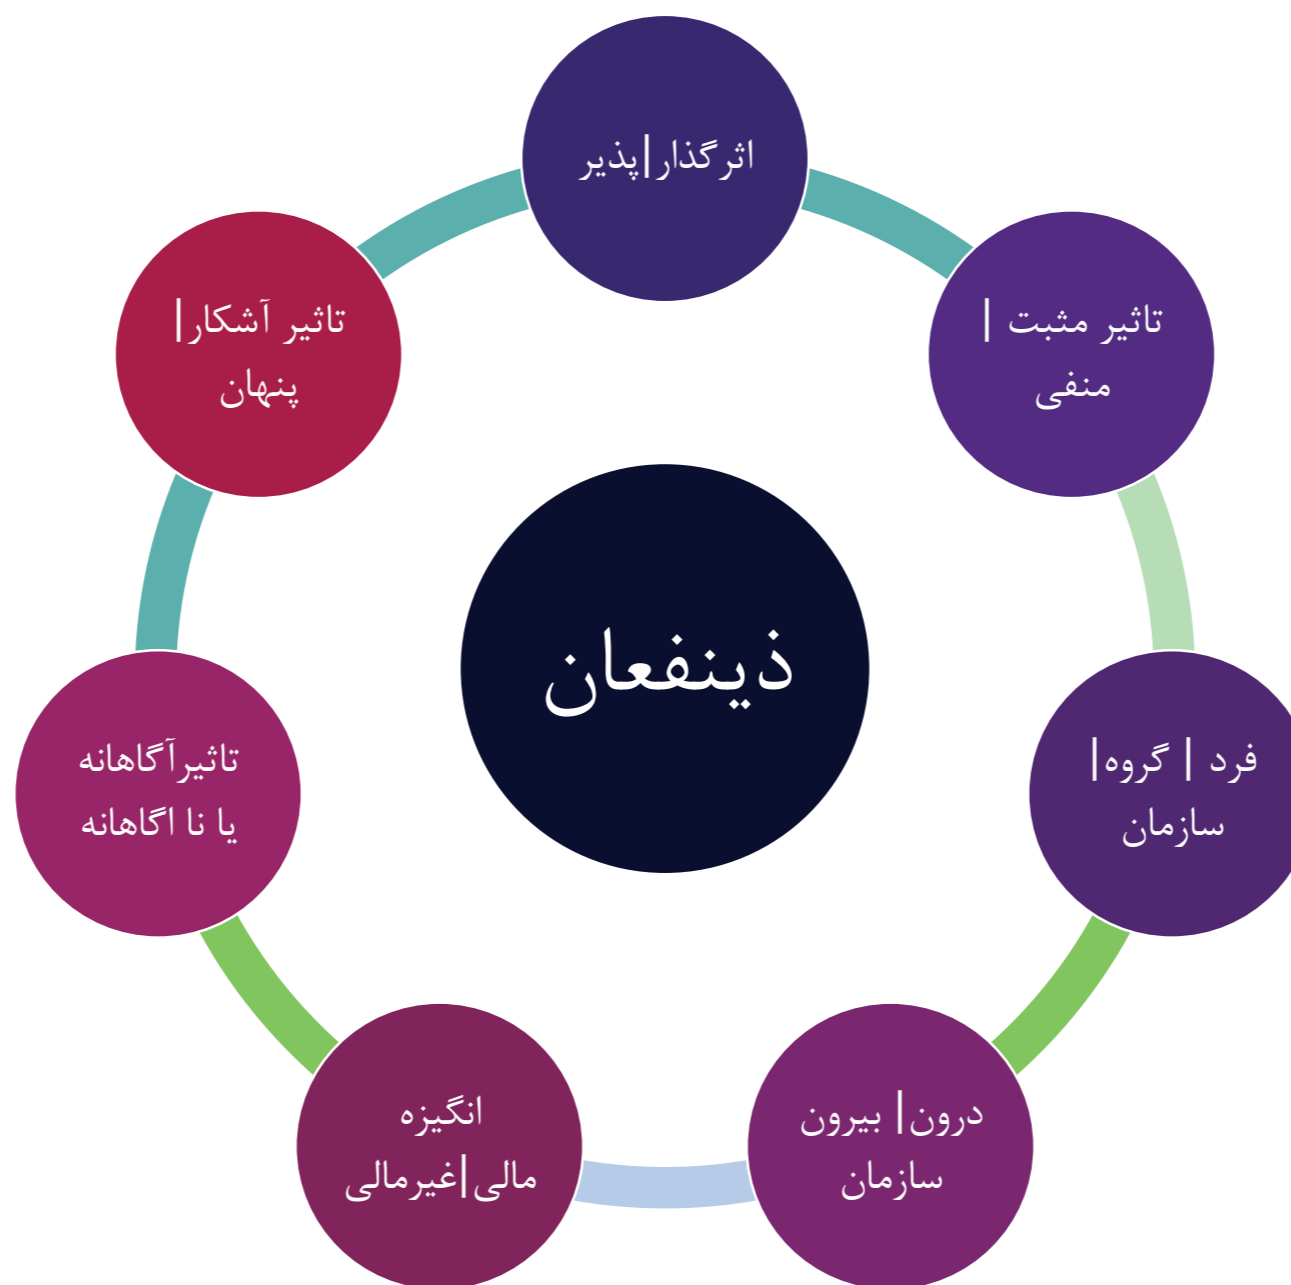 اثرگذار|پذیر
تاثیر مثبت |
منفی
فرد | گروه|
سازمان
درون| بیرون
سازمان
انگیزه
مالی|غیرمالی
تاثیرآگاهانه
یا نا اگاهانه
تاثیر آشکار|
پنهان
ذینفعان